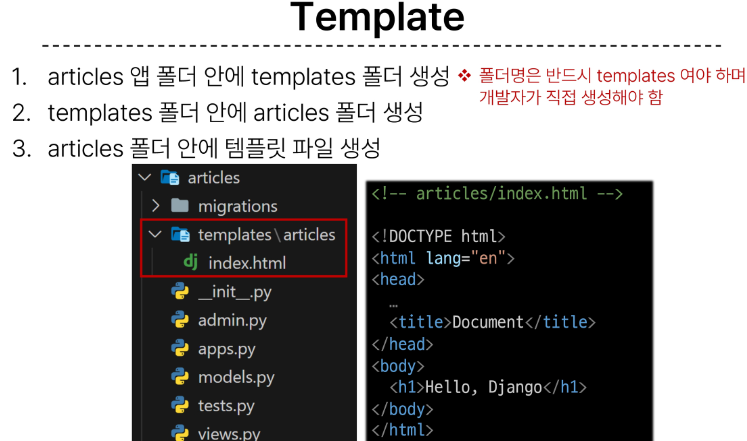 Template
1. articles 앱 폴더 안에 templates 폴더 생성
❖ 폴더명은 반드시 templates 여야 하며
개발자가 직접 생성해야 함
2. templates 폴더 안에 articles 폴더 생성
3. articles 폴더 안에 템플릿 파일 생성
articles
migrations
templates\articles
dj index.html
__init__.py
admin.py
apps.py
models.py
tests.py
views.py
<!-- articles/index.html -->
<!DOCTYPE html>
<html lang="en">
<head>
…
<title>Document</title>
</head>
<body>
<h1>Hello, Django</h1>
</body>
</html>